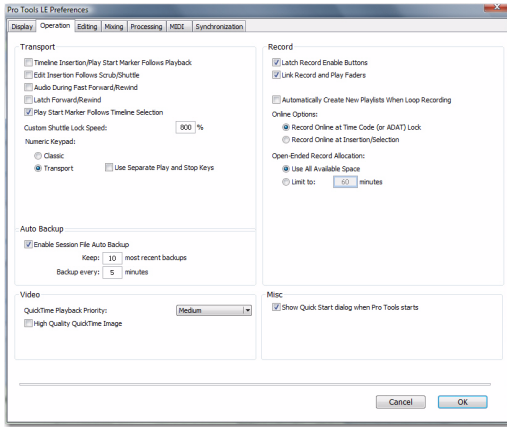 Pro Tools LE Preferences
Display Operation Editing Mixing Processing MIDI Synchronization
Transport
Timeline Insertion/Play Start Marker Follows Playback
Edit Insertion Follows Scrub/Shuttle
Audio During Fast Forward/Rewind
Latch Forward/Rewind
Play Start Marker Follows Timeline Selection
Custom Shuttle Lock Speed: 800 %
Numeric Keypad:
Classic
Transport Use Separate Play and Stop Keys
Auto Backup
Enable Session File Auto Backup
Keep: 10 most recent backups
Backup every: 5 minutes
Video
QuickTime Playback Priority: Medium
High Quality QuickTime Image
Record
Latch Record Enable Buttons
Link Record and Play Faders
Automatically Create New Playlists When Loop Recording
Online Options:
Record Online at Time Code (or ADAT) Lock
Record Online at Insertion/Selection
Open-Ended Record Allocation:
Use All Available Space
Limit to: 60 minutes
Misc
Show Quick Start dialog when Pro Tools starts
Cancel OK